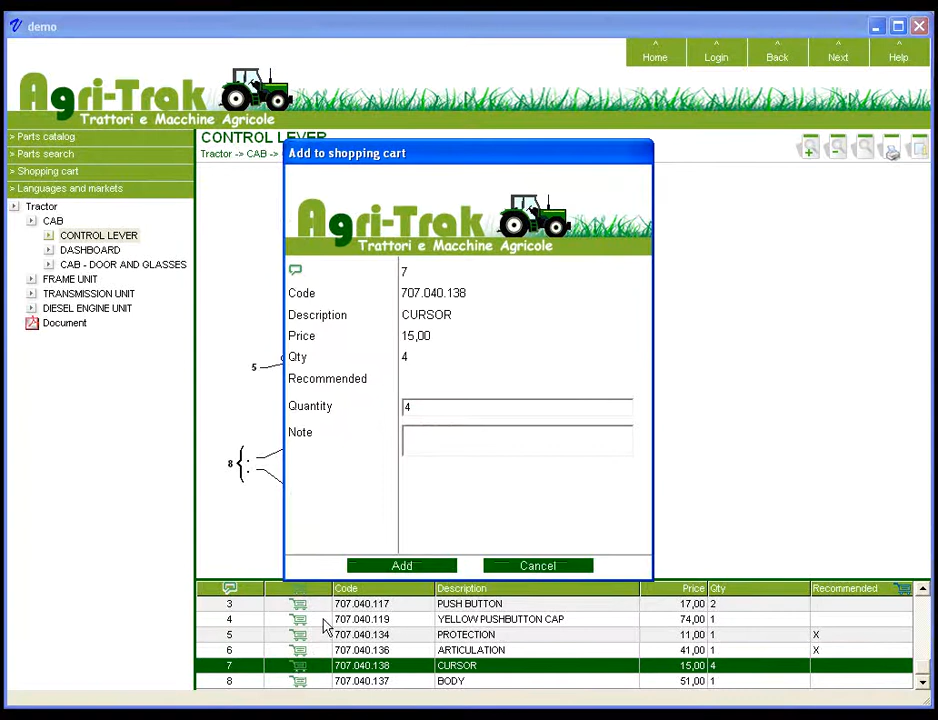 demo
^ ^ ^ ^ ^
Home Login Back Next Help
Agri-Trak
Trattori e Macchine Agricole
> Parts catalog
> Parts search
> Shopping cart
> Languages and markets
Tractor
CAB
CONTROL LEVER
DASHBOARD
CAB - DOOR AND GLASSES
FRAME UNIT
TRANSMISSION UNIT
DIESEL ENGINE UNIT
Document
CONTROL LEVER
Tractor -> CAB ->
5
8
Add to shopping cart
Agri-Trak
Trattori e Macchine Agricole
7
Code 707.040.138
Description CURSOR
Price 15,00
Qty 4
Recommended
Quantity 4
Note
Add Cancel
Code Description Price Qty Recommended
3 707.040.117 PUSH BUTTON 17,00 2
4 707.040.119 YELLOW PUSHBUTTON CAP 74,00 1
5 707.040.134 PROTECTION 11,00 1 X
6 707.040.136 ARTICULATION 41,00 1 X
7 707.040.138 CURSOR 15,00 4
8 707.040.137 BODY 51,00 1